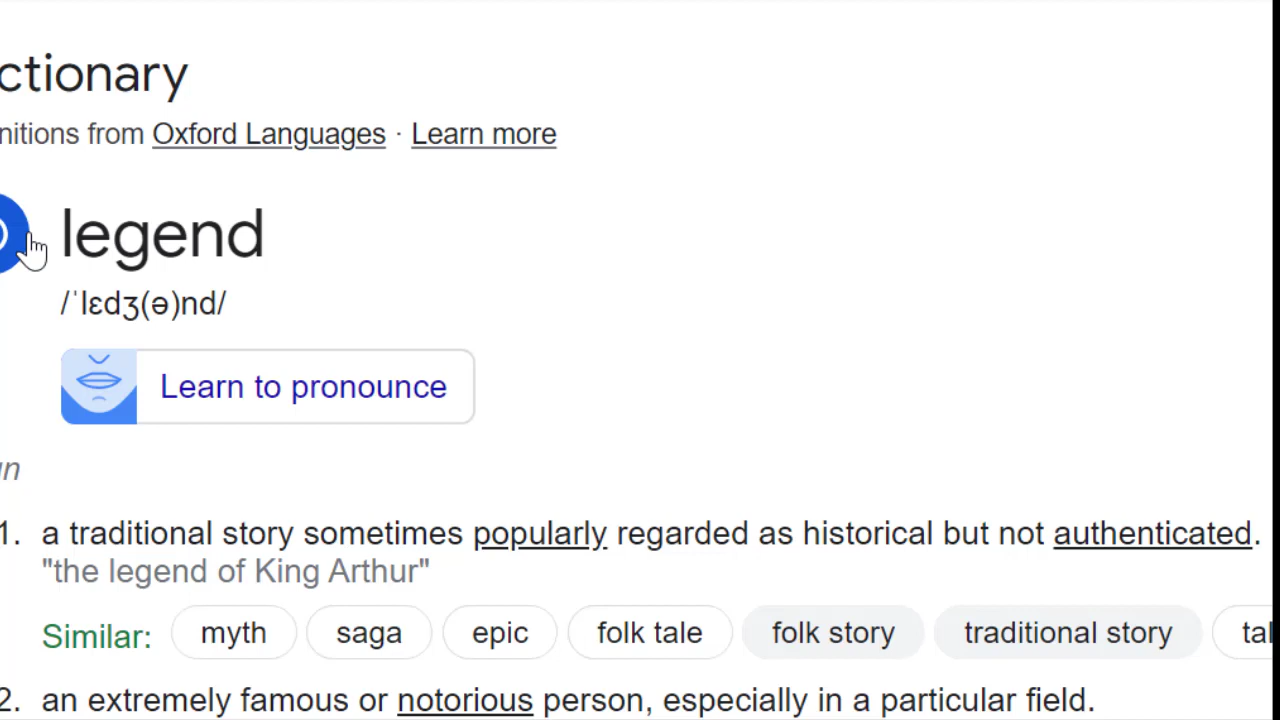 ctionary
nitions from Oxford Languages · Learn more
legend
/ˈlɛdʒ(ə)nd/
Learn to pronounce
un
1. a traditional story sometimes popularly regarded as historical but not authenticated.
"the legend of King Arthur"
Similar: myth saga epic folk tale folk story traditional story tal
2. an extremely famous or notorious person, especially in a particular field.